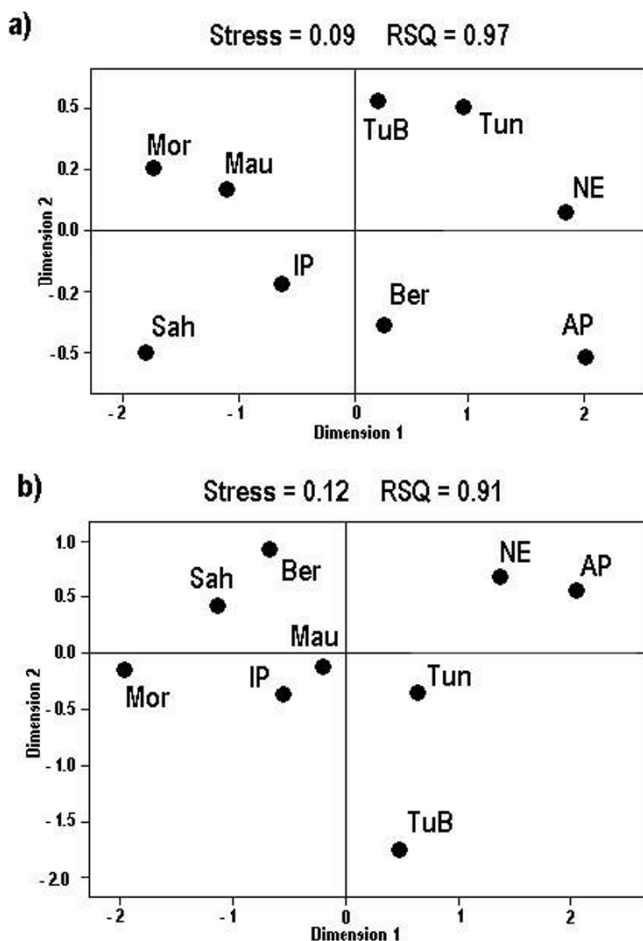 a)
Stress = 0.09 RSQ = 0.97
0.5
0.2
0.0
- 0.2
- 0.5
Dimension 2
Mor
Mau
TuB
Tun
NE
IP
Ber
Sah
AP
- 2
- 1
0
1
2
Dimension 1
b)
Stress = 0.12 RSQ = 0.91
1.0
0.5
0.0
- 0.5
- 1.0
- 1.5
- 2.0
Dimension 2
Sah
Ber
NE
AP
Mau
Mor
IP
Tun
TuB
- 2
- 1
0
1
2
Dimension 1